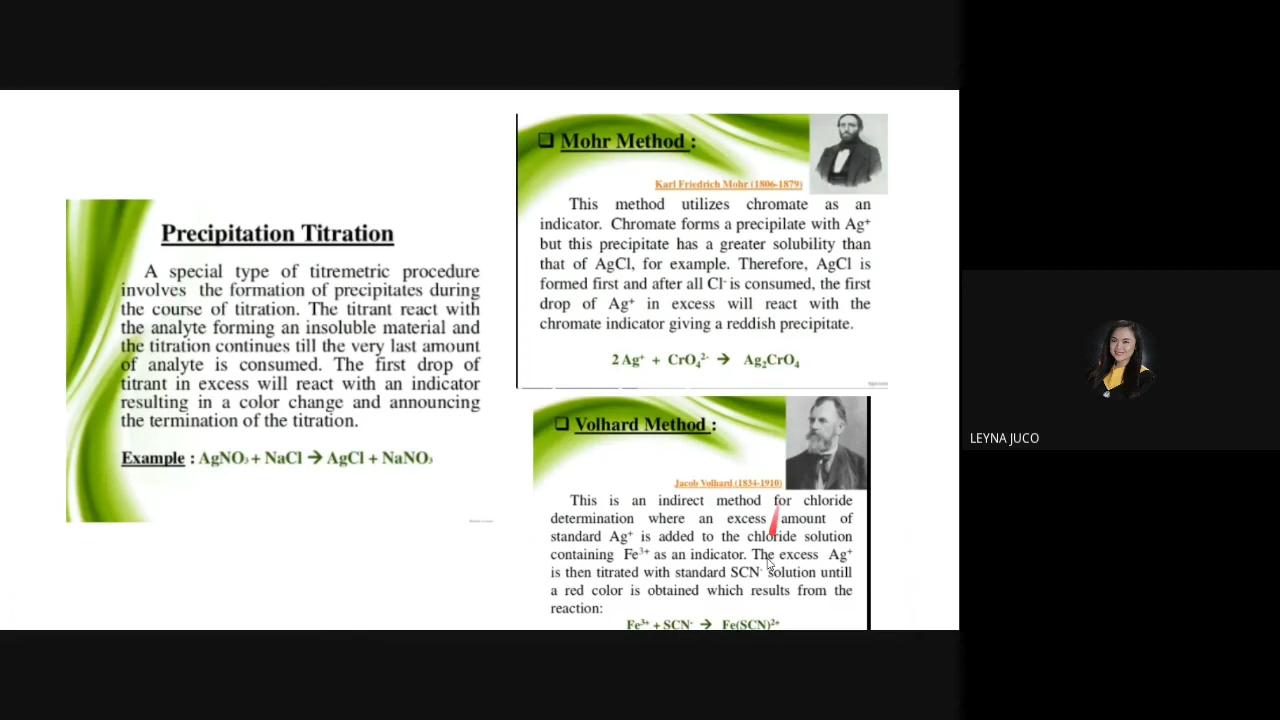 Precipitation Titration
A special type of titremetric procedure
involves the formation of precipitates during
the course of titration. The titrant react with
the analyte forming an insoluble material and
the titration continues till the very last amount
of analyte is consumed. The first drop of
titrant in excess will react with an indicator
resulting in a color change and announcing
the termination of the titration.
Example : AgNO₃ + NaCl → AgCl + NaNO₃
❑ Mohr Method :
Karl Friedrich Mohr (1806-1879)
This method utilizes chromate as an
indicator. Chromate forms a precipilate with Ag⁺
but this precipitate has a greater solubility than
that of AgCl, for example. Therefore, AgCl is
formed first and after all Cl⁻ is consumed, the first
drop of Ag⁺ in excess will react with the
chromate indicator giving a reddish precipitate.
2 Ag⁺ + CrO₄²⁻ → Ag₂CrO₄
❑ Volhard Method :
Jacob Volhard (1834-1910)
This is an indirect method for chloride
determination where an excess amount of
standard Ag⁺ is added to the chloride solution
containing Fe³⁺ as an indicator. The excess Ag⁺
is then titrated with standard SCN⁻ solution untill
a red color is obtained which results from the
reaction:
Fe³⁺ + SCN⁻ → Fe(SCN)²⁺
LEYNA JUCO